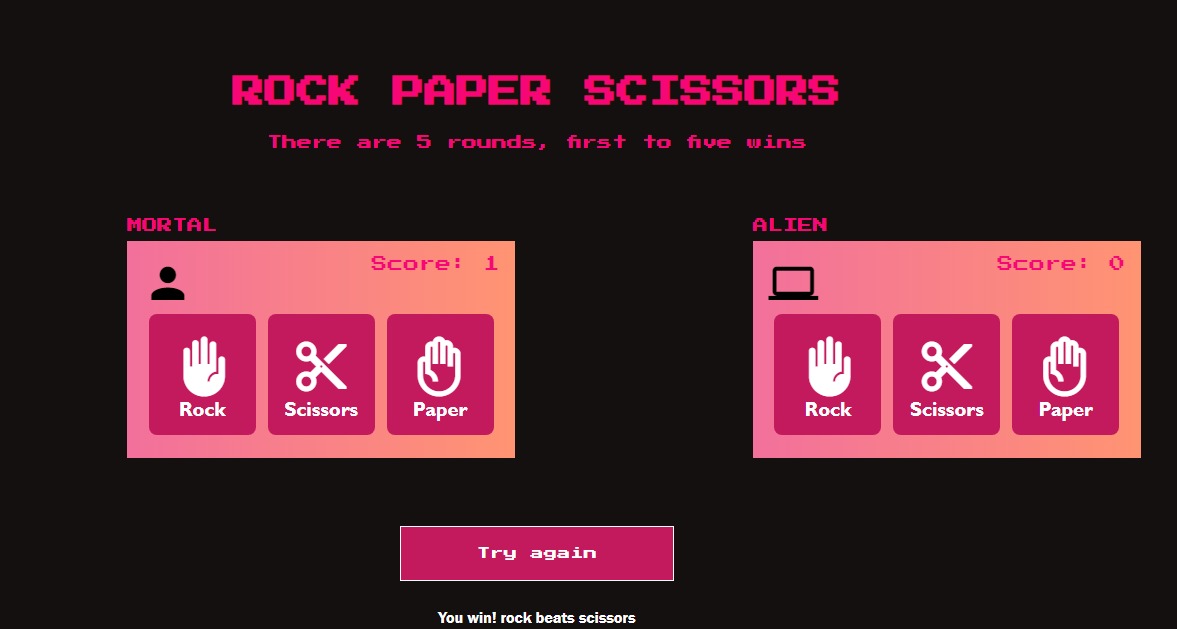 ROCK PAPER SCISSORS
There are 5 rounds, first to five wins
MORTAL
Score: 1
Rock
Scissors
Paper
ALIEN
Score: 0
Rock
Scissors
Paper
Try again
You win! rock beats scissors